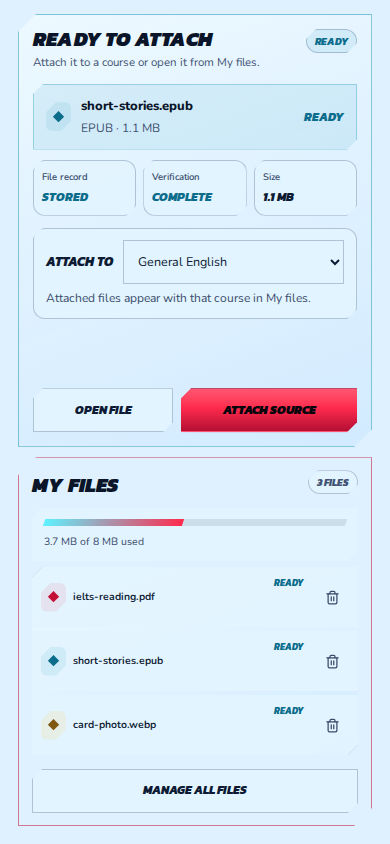 READY TO ATTACH
READY
Attach it to a course or open it from My files.
short-stories.epub
EPUB · 1.1 MB
READY
File record
STORED
Verification
COMPLETE
Size
1.1 MB
ATTACH TO
General English
Attached files appear with that course in My files.
OPEN FILE
ATTACH SOURCE
MY FILES
3 FILES
3.7 MB of 8 MB used
ielts-reading.pdf
READY
short-stories.epub
READY
card-photo.webp
READY
MANAGE ALL FILES